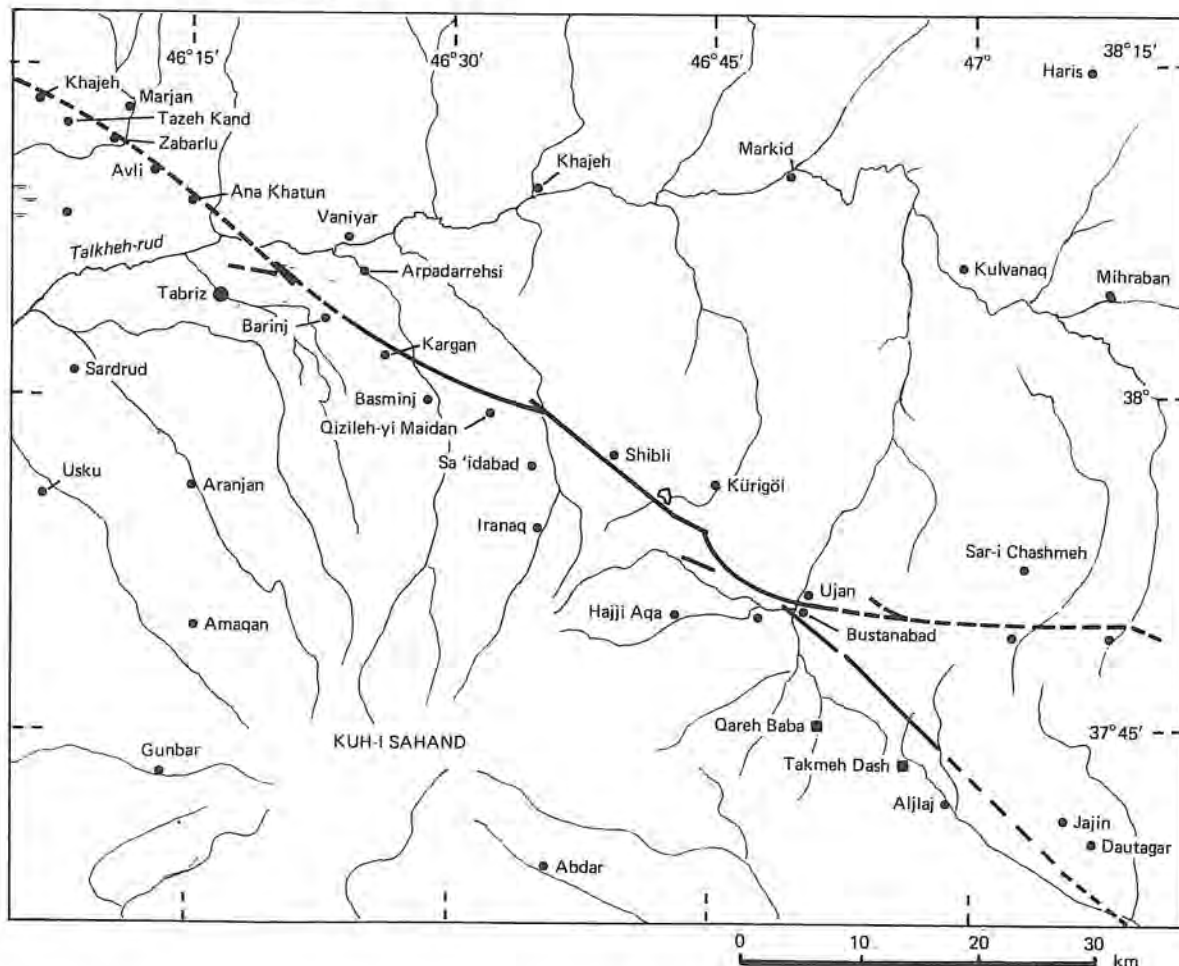 46°15′
46°30′
46°45′
47°
38°15′
Khajeh
Marjan
Haris
Tazeh Kand
Zabarlu
Avli
Khajeh
Markid
Ana Khatun
Vaniyar
Talkheh-rud
Arpadarrehsi
Kulvanaq
Mihraban
Tabriz
Barinj
Kargan
Sardrud
Basminj
38°
Qizileh-yi Maidan
Sa ‘idabad
Shibli
Usku
Aranjan
Kūrigöl
Iranaq
Sar-i Chashmeh
Ujan
Hajji Aqa
Amaqan
Bustanabad
Qareh Baba
37°45′
KUH-I SAHAND
Gunbar
Takmeh Dash
Aljlaj
Jajin
Dautagar
Abdar
0 10 20 30
km